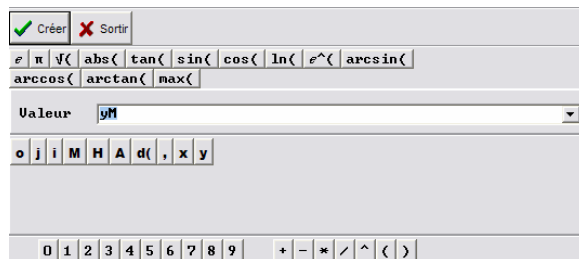 Créer Sortir
e π √( abs( tan( sin( cos( ln( e^( arcsin(
arccos( arctan( max(
Valeur yM
o j i M H A d( , x y
0 1 2 3 4 5 6 7 8 9 + - * / ^ ( )